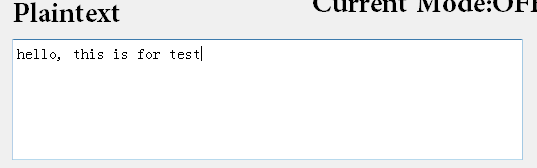 Plaintext
Current Mode:OF
hello, this is for test